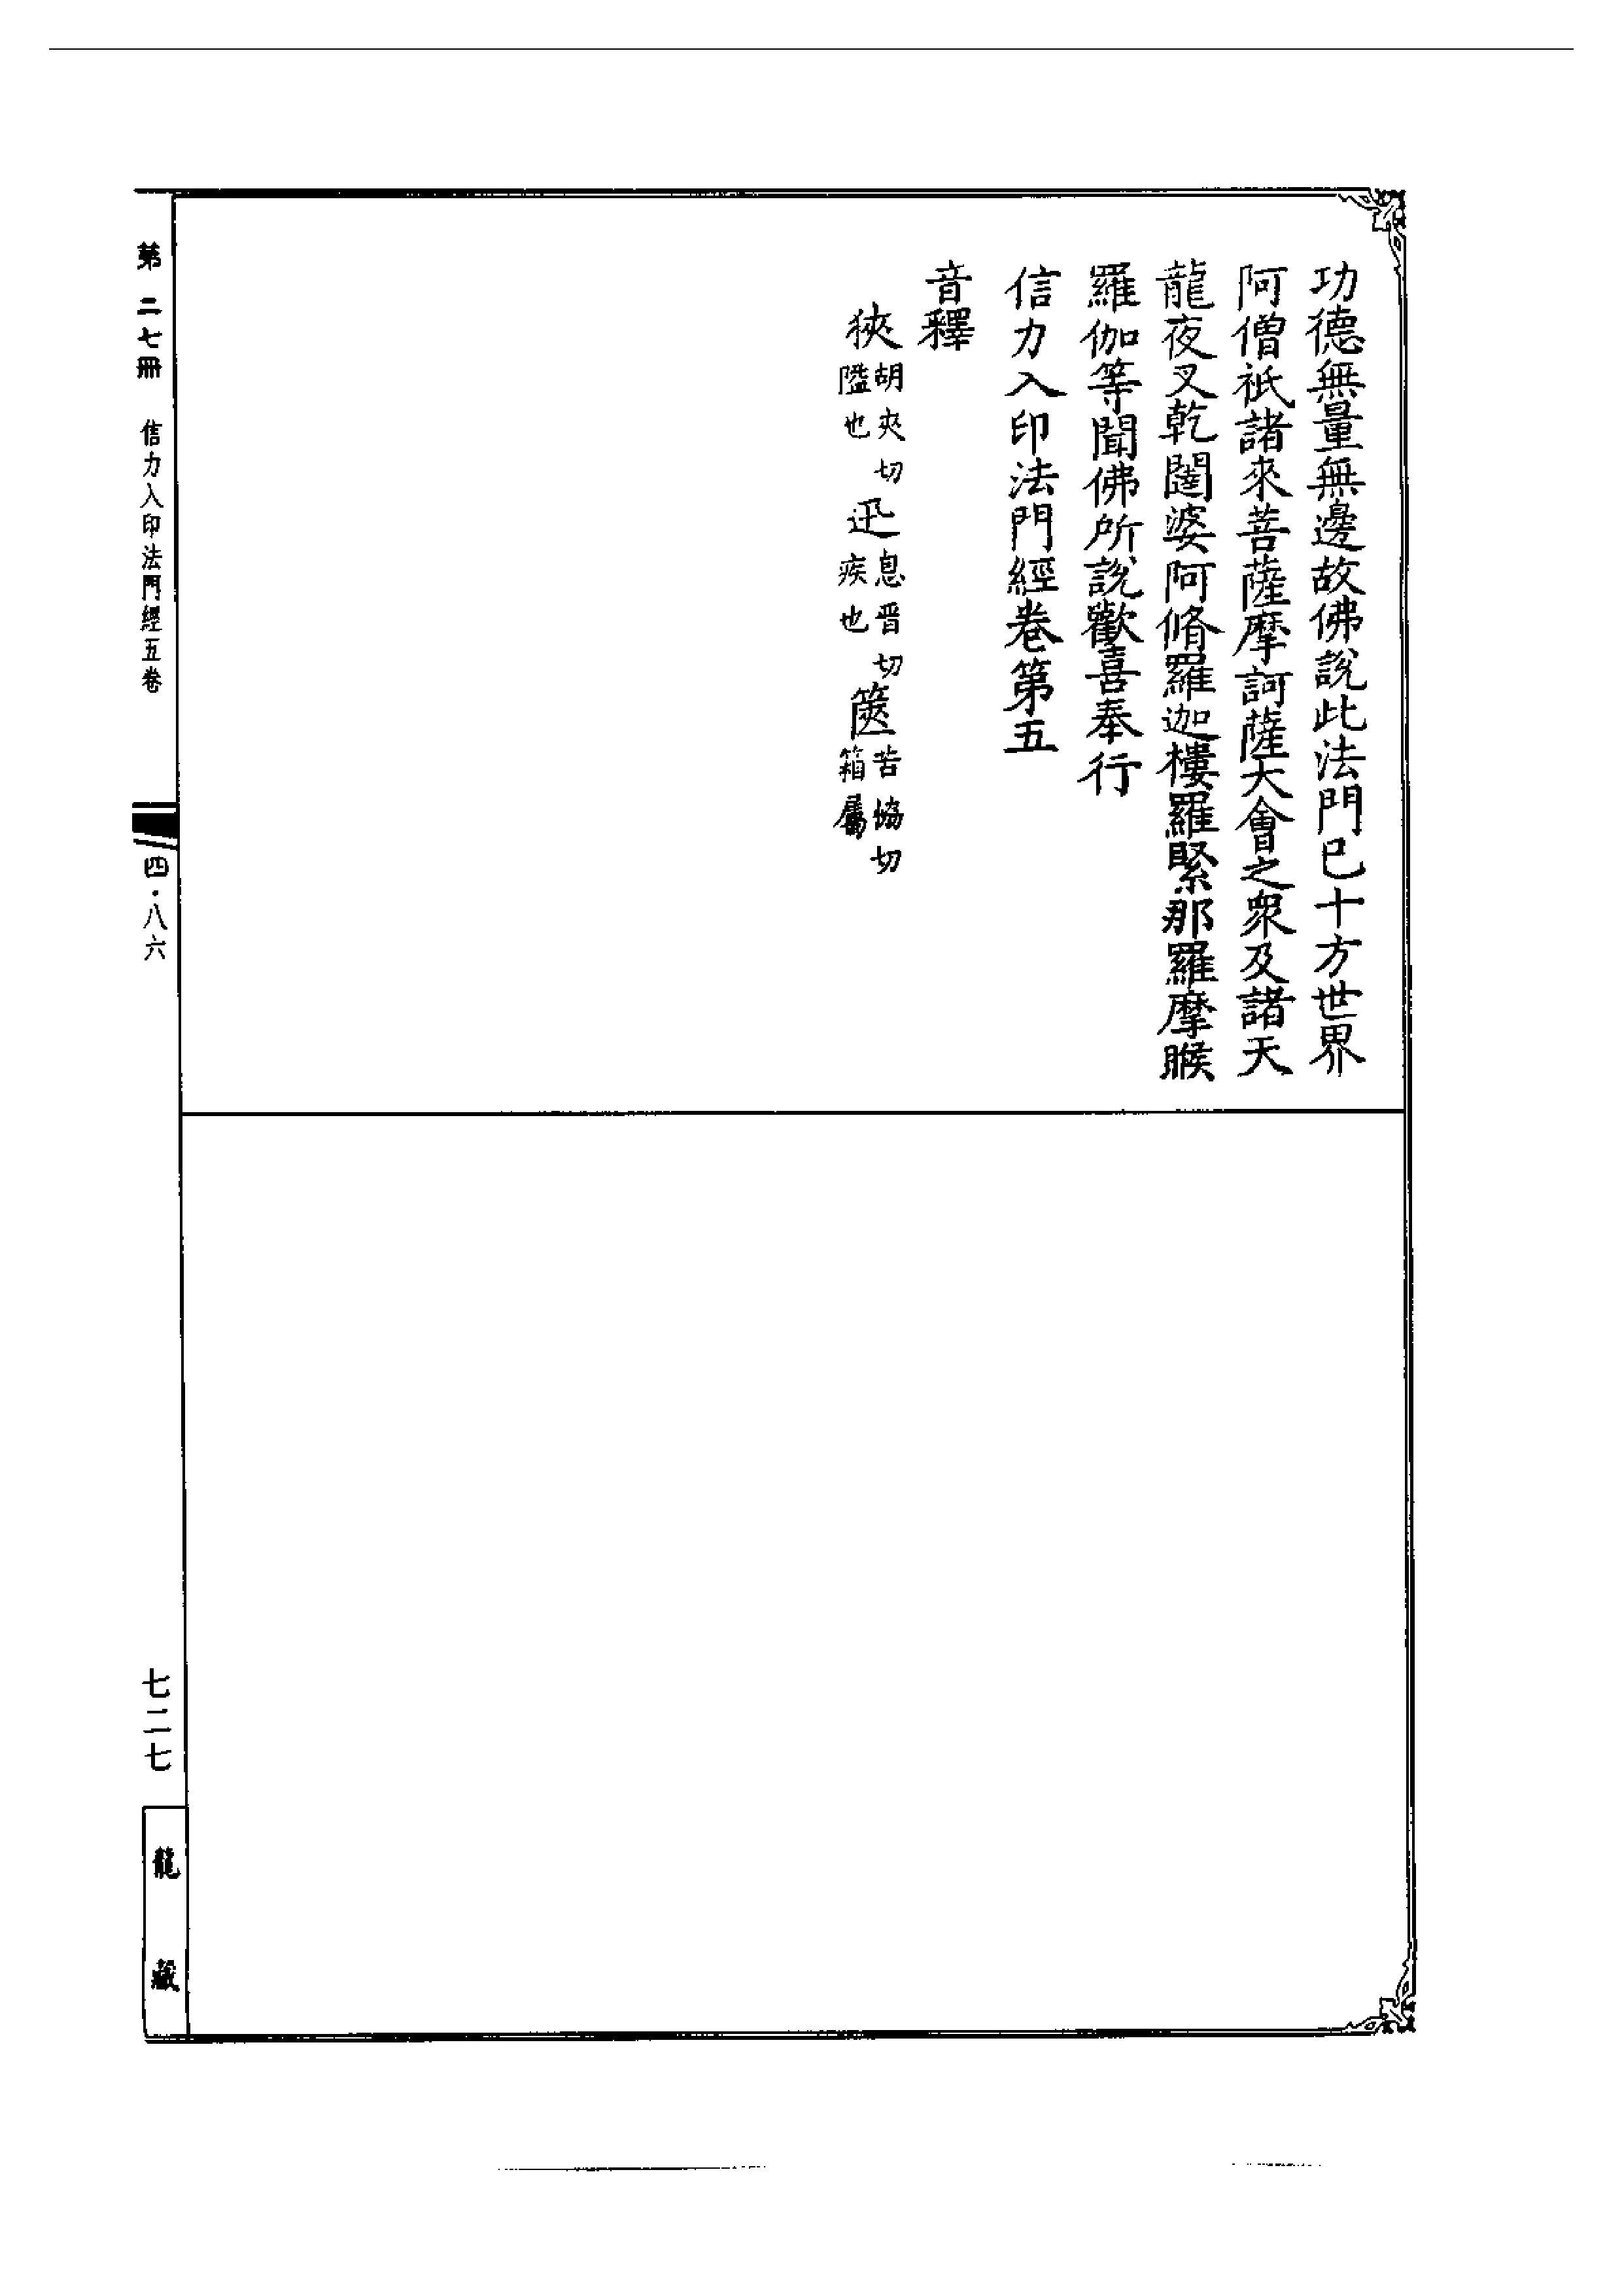 功德無量無邊故佛說此法門已十方世界
阿僧祇諸來菩薩摩訶薩大會之衆及諸天
龍夜叉乾闥婆阿脩羅迦樓羅緊那羅摩睺
羅伽等聞佛所說歡喜奉行
信力入印法門經卷第五
音釋
狹胡夾切隘也迅息晋切疾也篋苦協切箱屬
第二七冊 信力入印法門經五卷
四·八六
七二七
龍藏